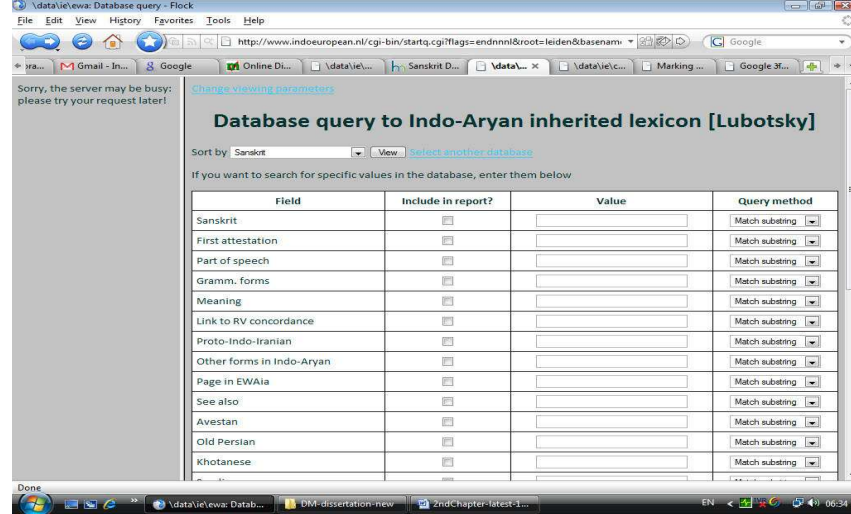 \data\ie\ewa: Database query - Flock
File Edit View History Favorites Tools Help
http://www.indoeuropean.nl/cgi-bin/startq.cgi?flags=endnnnl&root=leiden&basenam
Google
Gmail - In...
Google
Online Di...
\data\ie\...
Sanskrit D...
\data\...
\data\ie\c...
Marking ...
Sorry, the server may be busy:
please try your request later!
Change viewing parameters
Database query to Indo-Aryan inherited lexicon [Lubotsky]
Sort by Sanskrit View Select another database
If you want to search for specific values in the database, enter them below
Field Include in report? Value Query method
Sanskrit Match substring
First attestation Match substring
Part of speech Match substring
Gramm. forms Match substring
Meaning Match substring
Link to RV concordance Match substring
Proto-Indo-Iranian Match substring
Other forms in Indo-Aryan Match substring
Page in EWAia Match substring
See also Match substring
Avestan Match substring
Old Persian Match substring
Khotanese Match substring
Done
\data\ie\ewa: Datab...
DM-dissertation-new
2ndChapter-latest-1...
EN
06:34